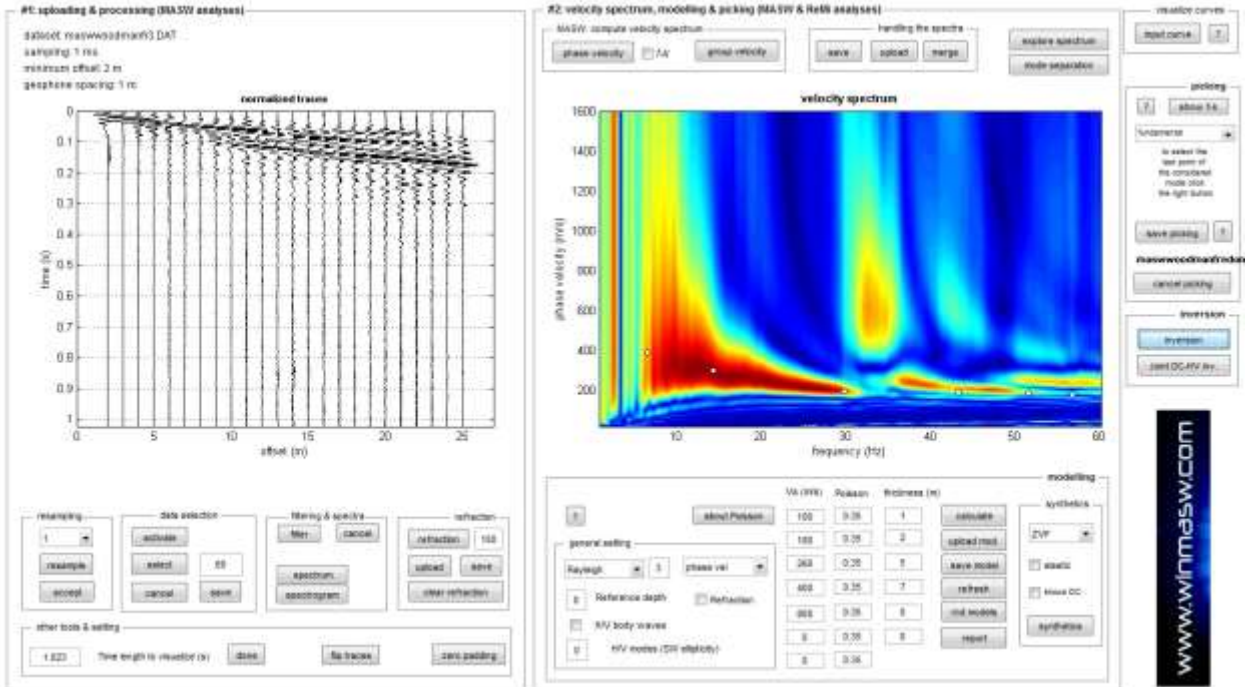 #1: uploading & processing (MASW analyses)
dataset: maswwoodmanfr3.DAT
sampling: 1 ms
minimum offset: 2 m
geophone spacing: 1 m
normalized traces
0
0.1
0.2
0.3
0.4
0.5
0.6
0.7
0.8
0.9
1
time (s)
0 5 10 15 20 25
offset (m)
resampling
1
resample
accept
data selection
activate
select
cancel save
filtering & spectra
filter cancel
spectrum
spectrogram
refraction
refraction
upload save
clear refraction
other tools & setting
Time length to visualize (s) done flip traces zero padding
#2: velocity spectrum, modelling & picking (MASW & ReMi analyses)
MASW: compute velocity spectrum
phase velocity group velocity
handling the spectra
save upload merge
explore spectrum
mode separation
velocity spectrum
1600
1400
1200
1000
800
600
400
200
phase velocity (m/s)
10 20 30 40 50 60
frequency (Hz)
modelling
? about Poisson
general setting
Rayleigh phase vel
0 Reference depth Refraction
H/V body waves
0 H/V modes (SW ellipticity)
Vs (m/s) Poisson thickness (m)
0.35 1
0.35 2
0.35
400 0.35 7
0.35
0 0.35
0 0.35
calculate
upload mod.
save model
refresh
report
synthetics
ZVF
elastic
synthetics
visualize curves
input curve ?
picking
?
fundamental
to select the
last point of
the considered
mode click
the right button
save picking ?
cancel picking
inversion
inversion
joint DC-H/V inv.
www.winmasw.com